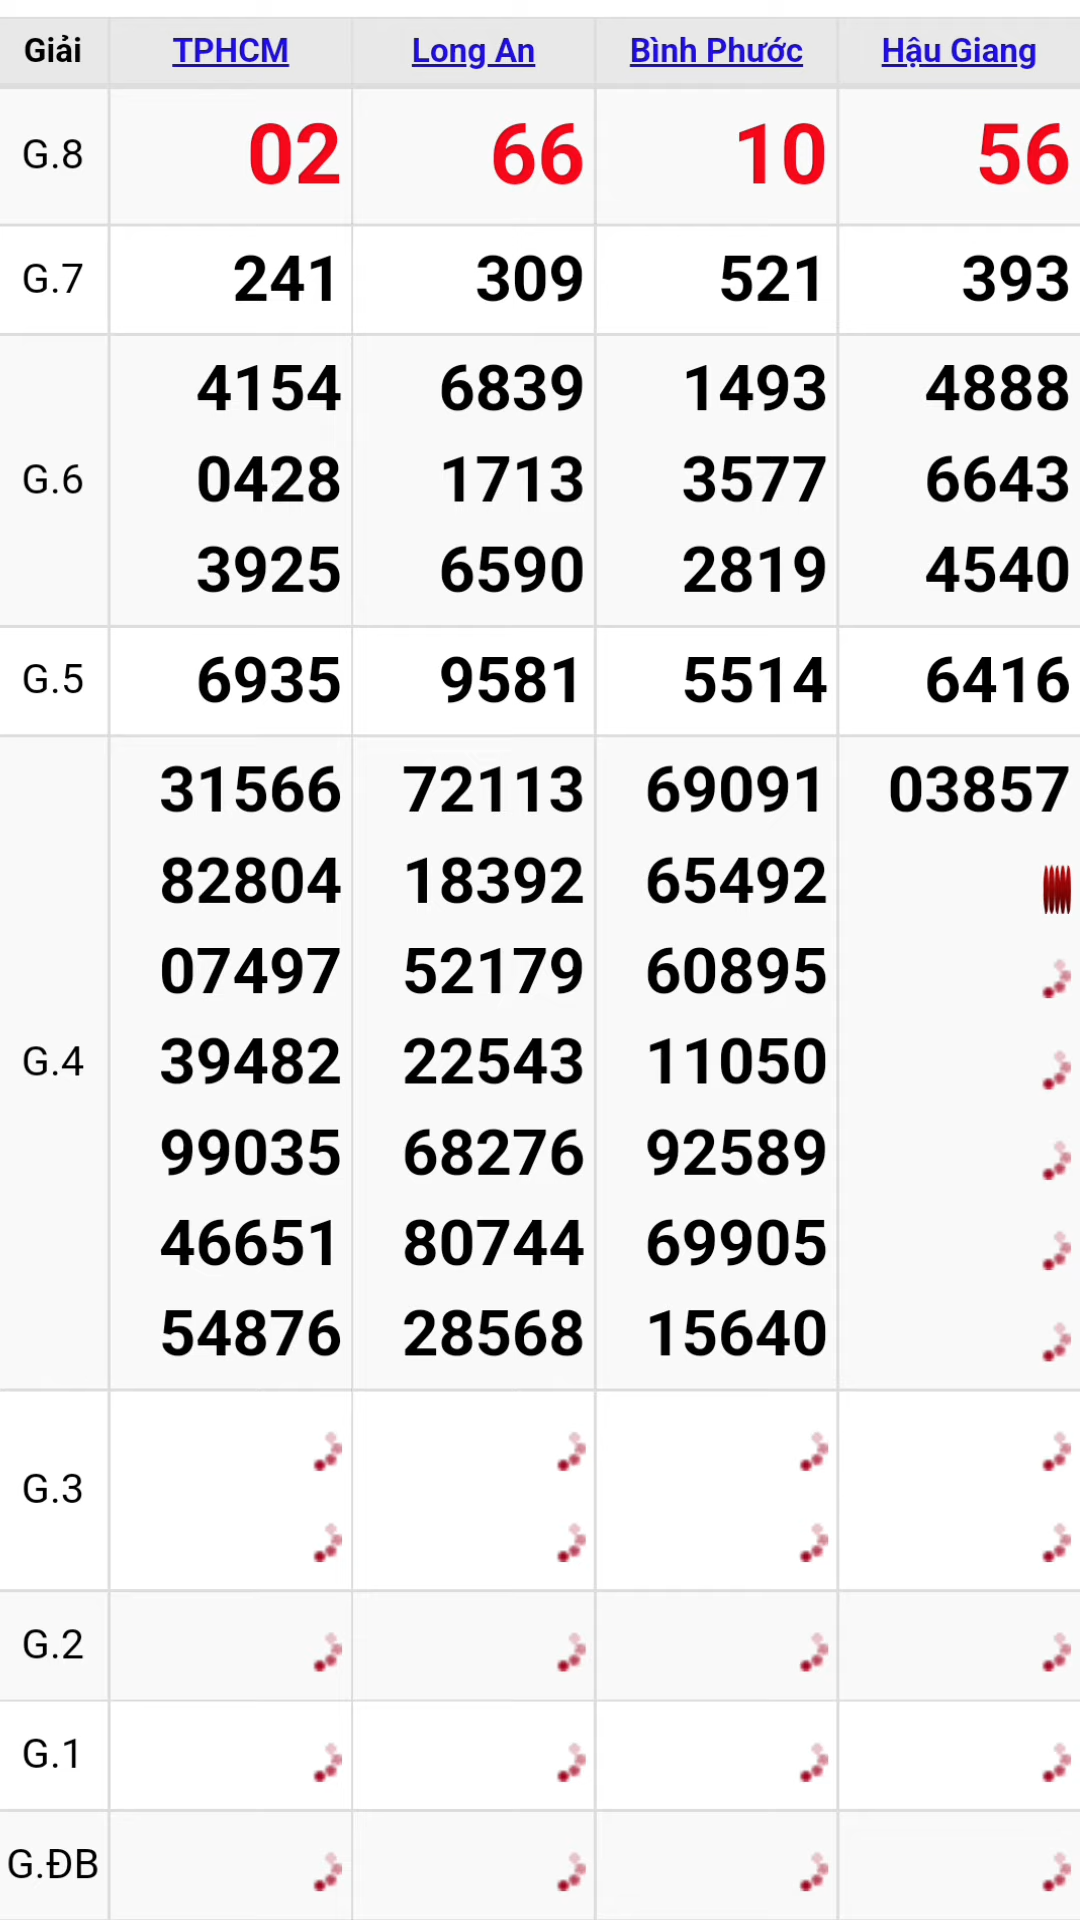 Giải TPHCM Long An Bình Phước Hậu Giang
G.8 02 66 10 56
G.7 241 309 521 393
4154 6839 1493 4888
G.6 0428 1713 3577 6643
3925 6590 2819 4540
G.5 6935 9581 5514 6416
31566 72113 69091 03857
82804 18392 65492
07497 52179 60895
G.4 39482 22543 11050
99035 68276 92589
46651 80744 69905
54876 28568 15640
G.3
G.2
G.1
G.ĐB